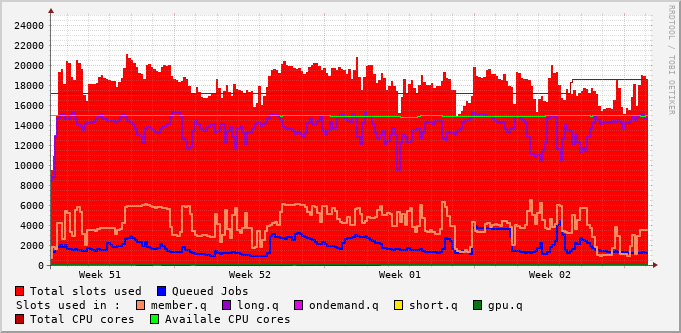 24000
22000
20000
18000
16000
14000
12000
10000
8000
6000
4000
2000
0
Week 51 Week 52 Week 01 Week 02
Total slots used Queued Jobs
Slots used in : member.q long.q ondemand.q short.q gpu.q
Total CPU cores Availale CPU cores
RRDTOOL / TOBI OETIKER